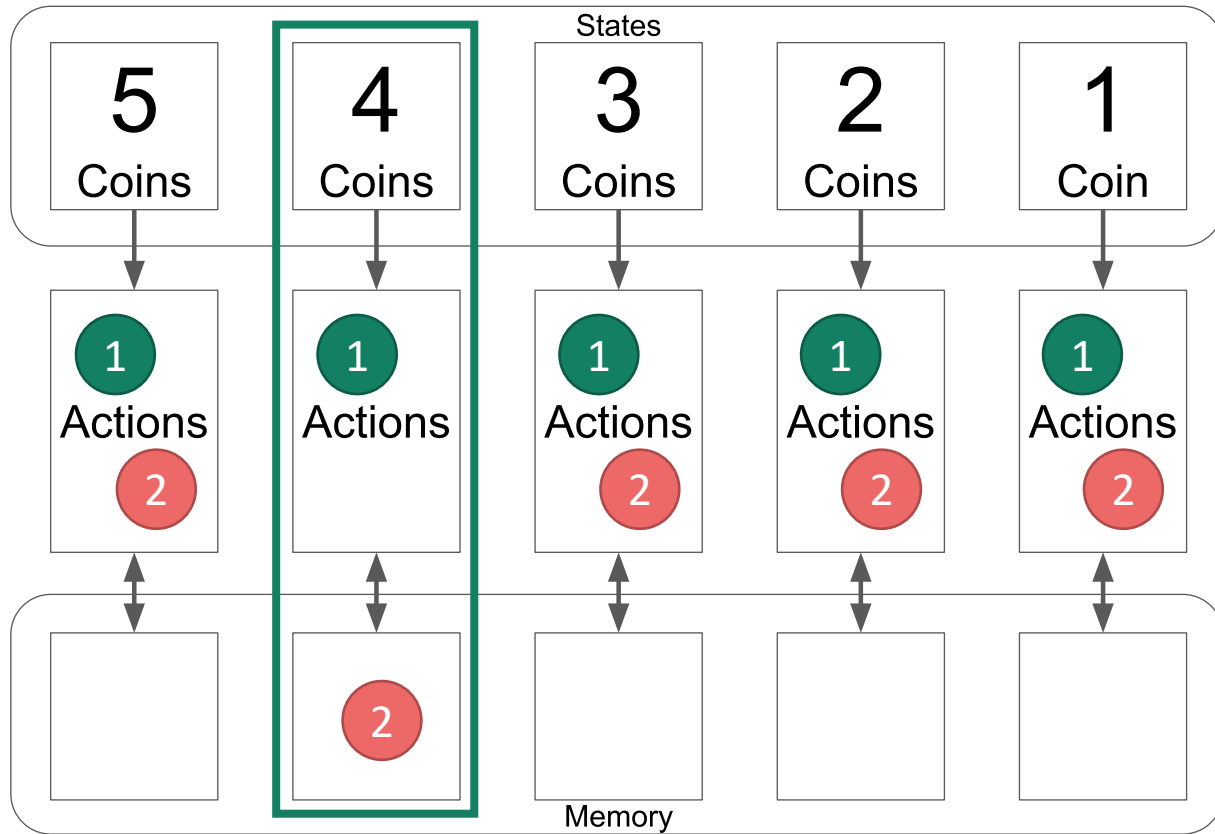 States
5 4 3 2 1
Coins Coins Coins Coins Coin
1 1 1 1 1
Actions Actions Actions Actions Actions
2 2 2 2
2
Memory